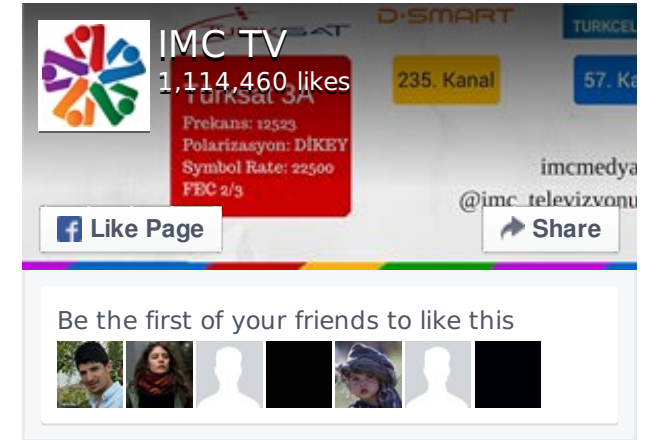 IMC TV
1,114,460 likes
TÜRKSAT
D·SMART
TURKCEL
Türksat 3A
235. Kanal
57. Ka
Frekans: 12523
Polarizasyon: DİKEY
Symbol Rate: 22500
FEC 2/3
imcmedya
@imc_televizyonu
Like Page
Share
Be the first of your friends to like this